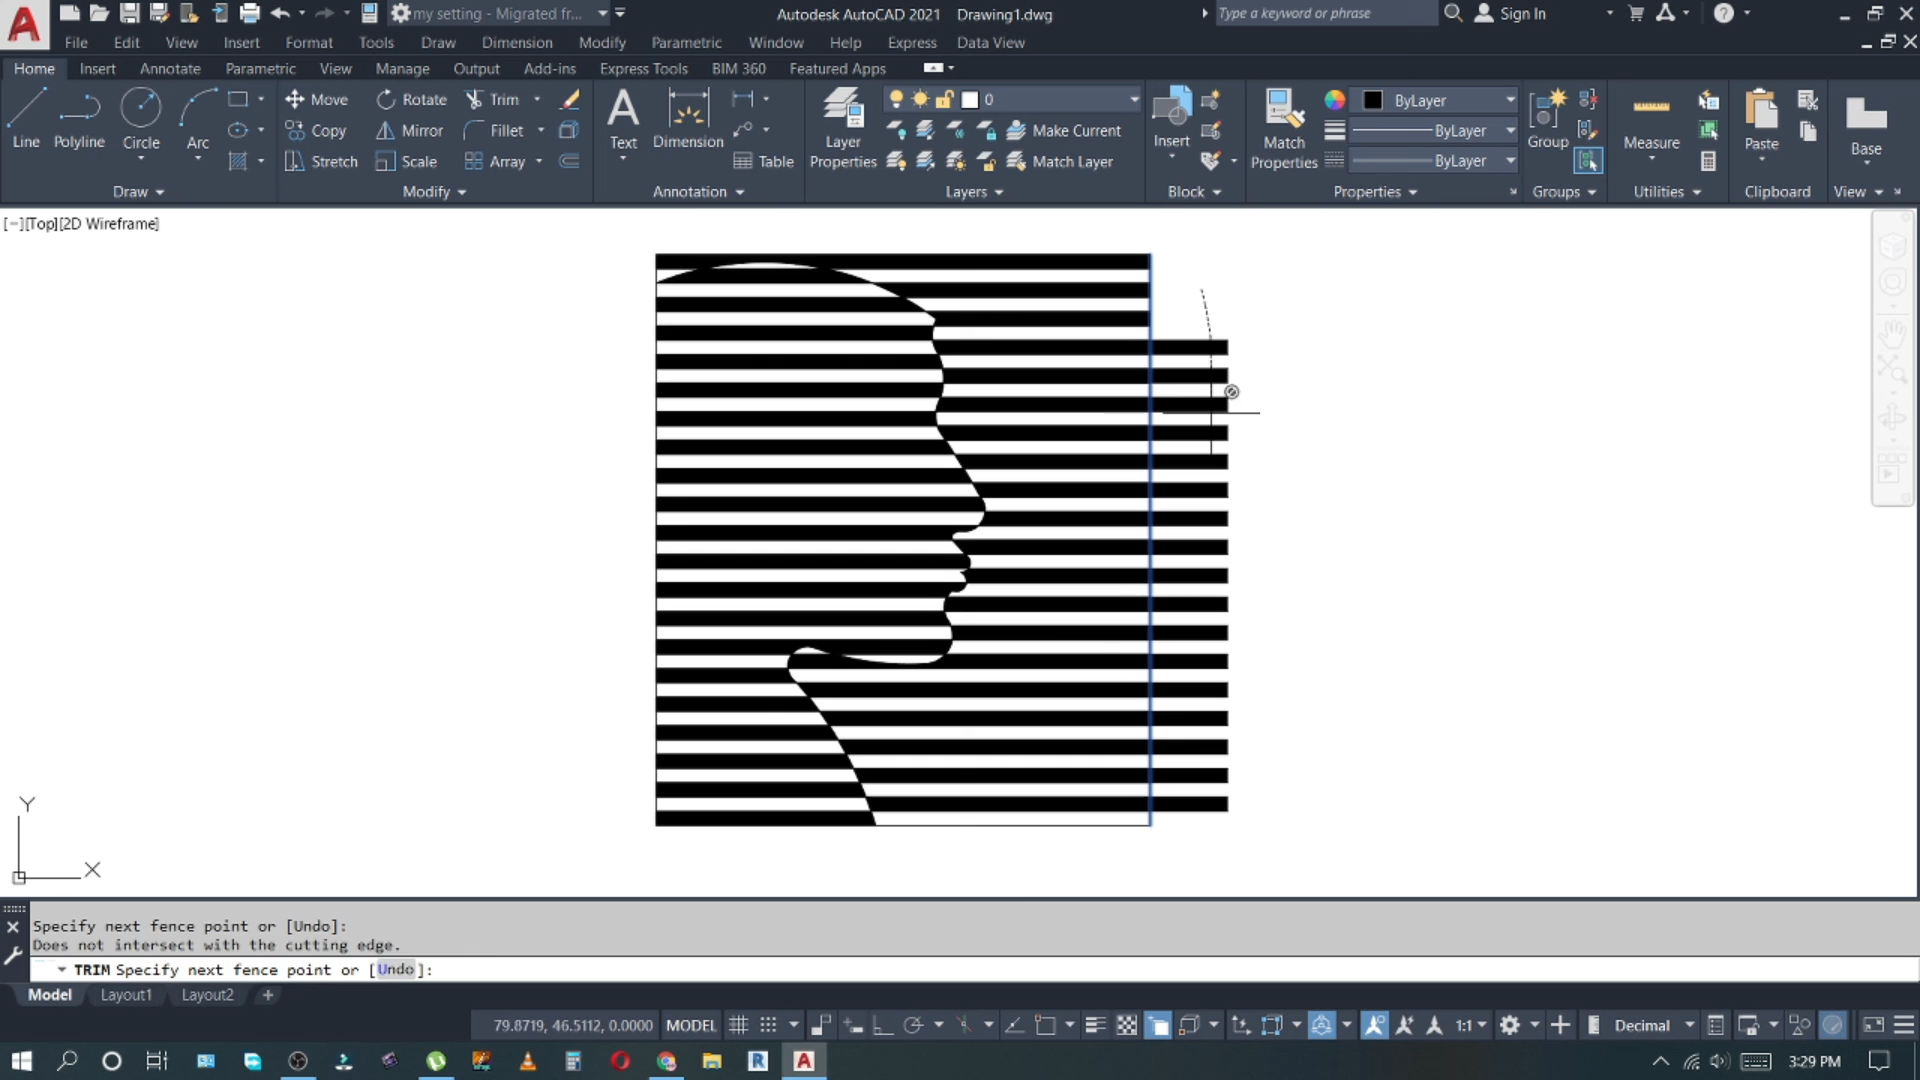 my setting - Migrated fr...
Autodesk AutoCAD 2021 Drawing1.dwg
Type a keyword or phrase
Sign In
File Edit View Insert Format Tools Draw Dimension Modify Parametric Window Help Express Data View
Home Insert Annotate Parametric View Manage Output Add-ins Express Tools BIM 360 Featured Apps
Line Polyline Circle Arc
Move Rotate Trim
Copy Mirror Fillet
Stretch Scale Array
Text Dimension
Table
Layer Properties
0
Make Current
Match Layer
Insert
Match Properties
ByLayer
ByLayer
ByLayer
Group
Measure
Paste
Base
Draw Modify Annotation Layers Block Properties Groups Utilities Clipboard View
[−][Top][2D Wireframe]
Y
X
Specify next fence point or [Undo]:
Does not intersect with the cutting edge.
TRIM Specify next fence point or [Undo]:
Model Layout1 Layout2 +
79.8719, 46.5112, 0.0000 MODEL 1:1 Decimal
3:29 PM